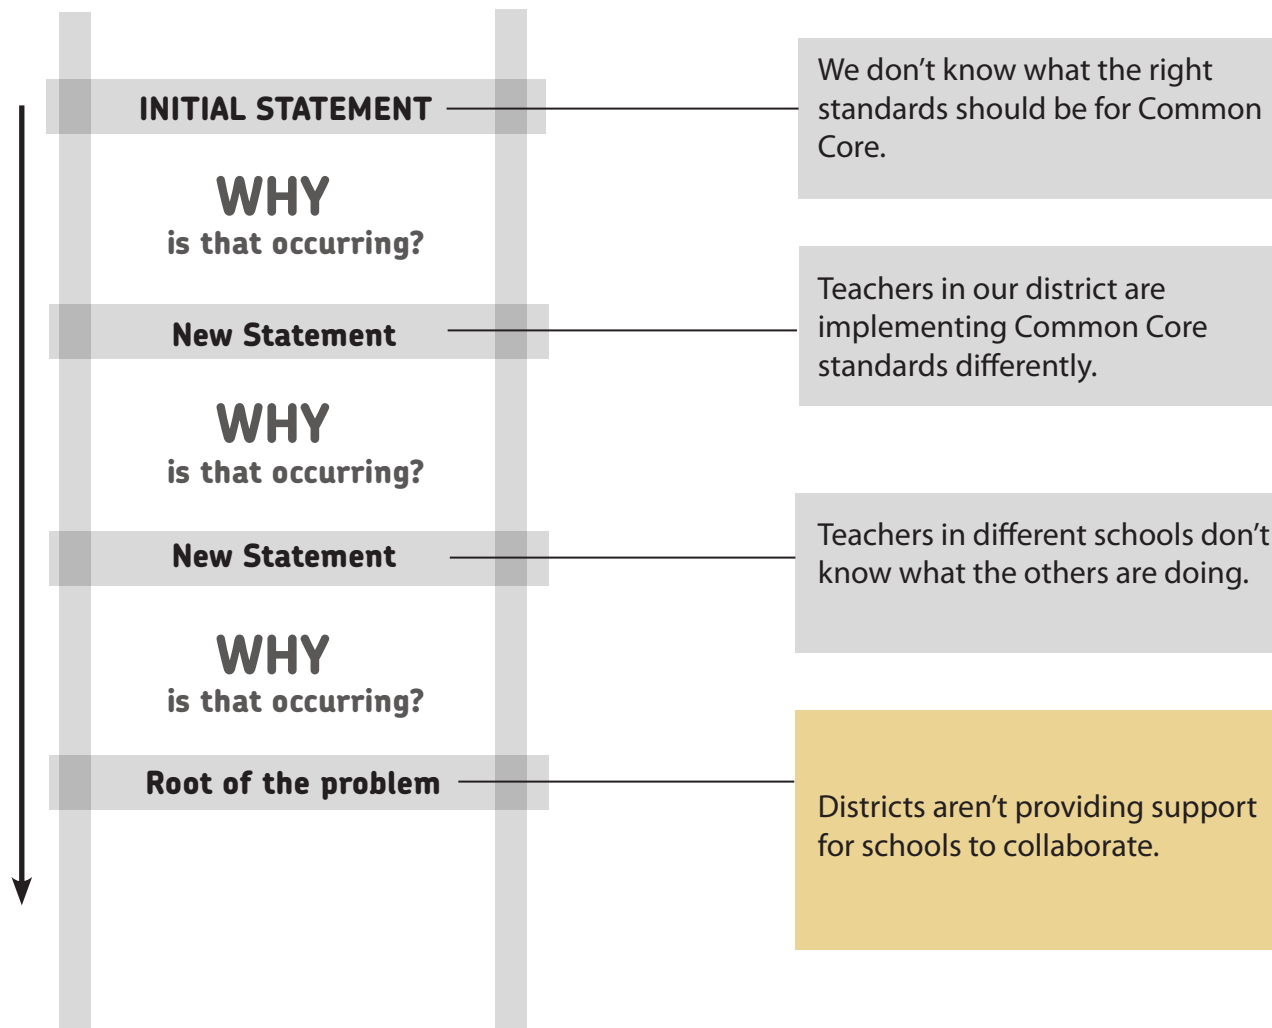 INITIAL STATEMENT
We don’t know what the right
standards should be for Common
Core.
WHY
is that occurring?
New Statement
Teachers in our district are
implementing Common Core
standards differently.
WHY
is that occurring?
New Statement
Teachers in different schools don’t
know what the others are doing.
WHY
is that occurring?
Root of the problem
Districts aren’t providing support
for schools to collaborate.